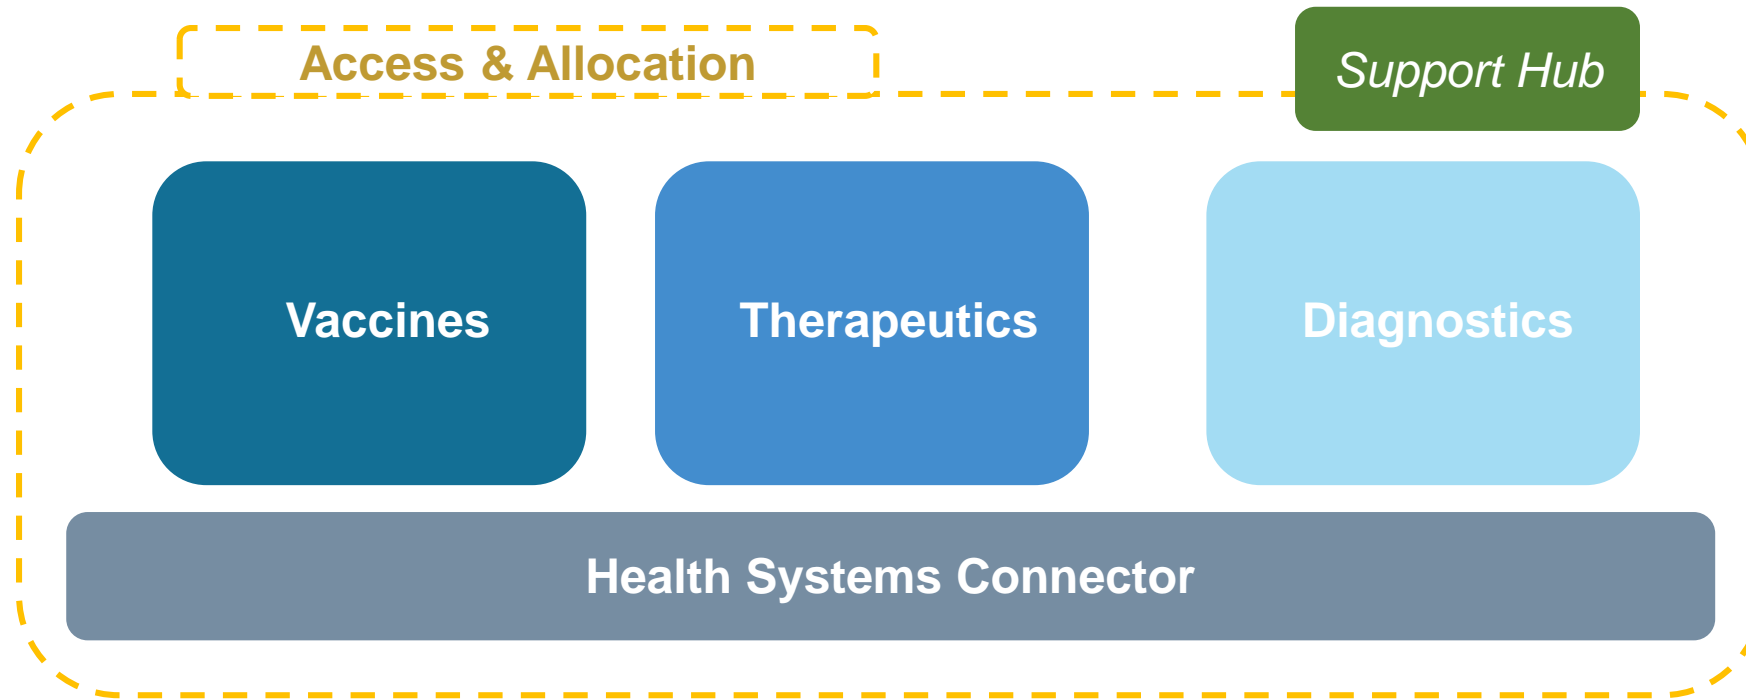 Access & Allocation
Support Hub
Vaccines
Therapeutics
Diagnostics
Health Systems Connector